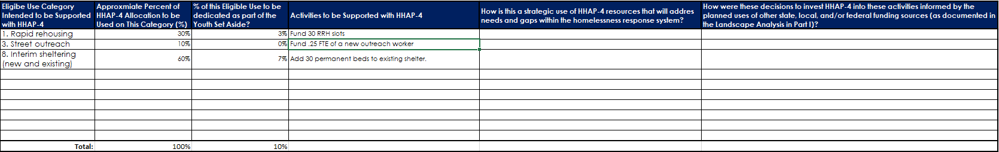 Eligibe Use Category
Intended to be Supported
with HHAP-4
Approxmiate Percent of
HHAP-4 Allocation to be
Used on This Category (%)
% of this Eligible Use to be
dedicated as part of the
Youth Set Aside?
Activities to be Supported with HHAP-4
How is this a strategic use of HHAP-4 resources that will addres
needs and gaps within the homelessness response system?
How were these decisions to invest HHAP-4 into these activities informed by the
planned uses of other state, local, and/or federal funding sources (as documented in
the Landscape Analysis in Part I)?
1. Rapid rehousing 30% 3% Fund 30 RRH slots
3. Street outreach 10% 0% Fund .25 FTE of a new outreach worker
8. Interim sheltering
(new and existing) 60% 7% Add 30 permanent beds to existing shelter.
Total: 100% 10%